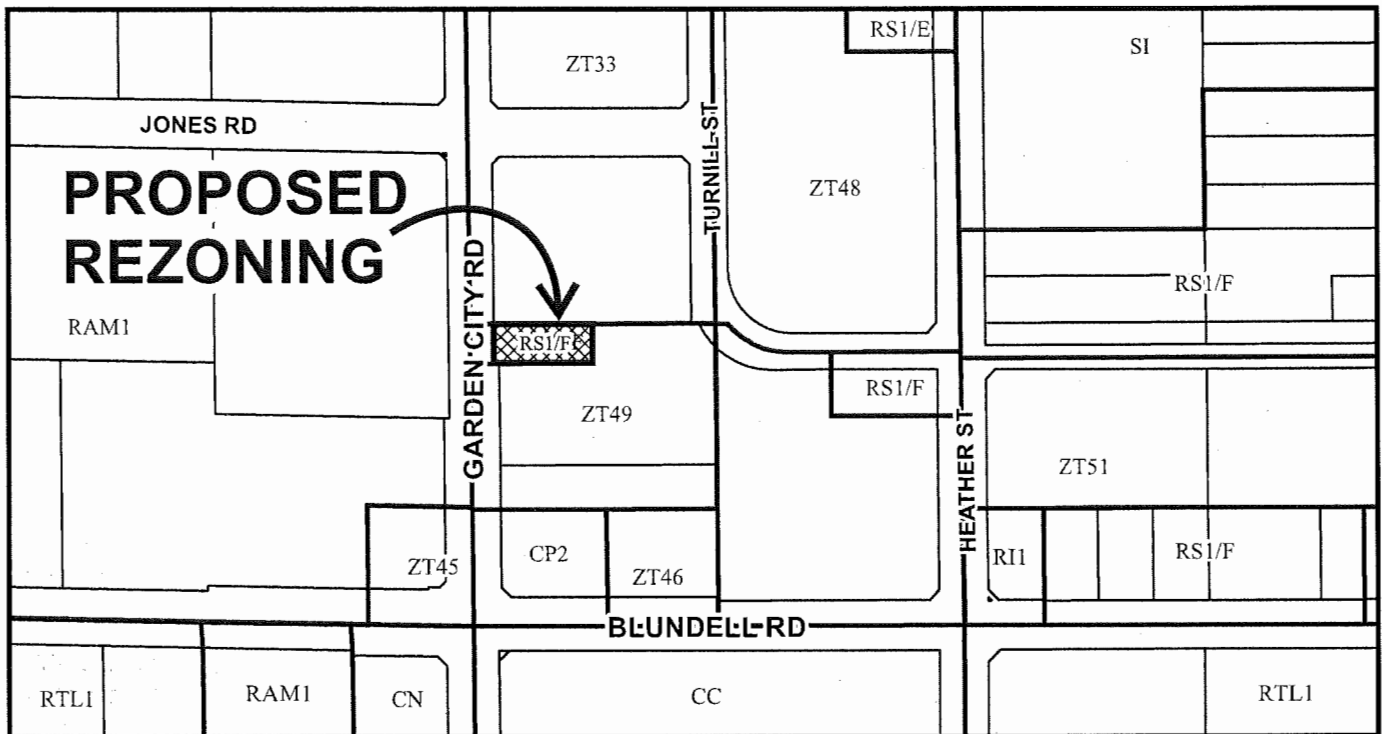 RS1/E
SI
ZT33
JONES RD
TURNILL ST
PROPOSED
REZONING
ZT48
GARDEN CITY RD
RS1/F
RAM1
RS1/F
RS1/F
ZT49
HEATHER ST
ZT51
CP2
RI1
RS1/F
ZT45
ZT46
BLUNDELL RD
RTL1
RAM1
CN
CC
RTL1